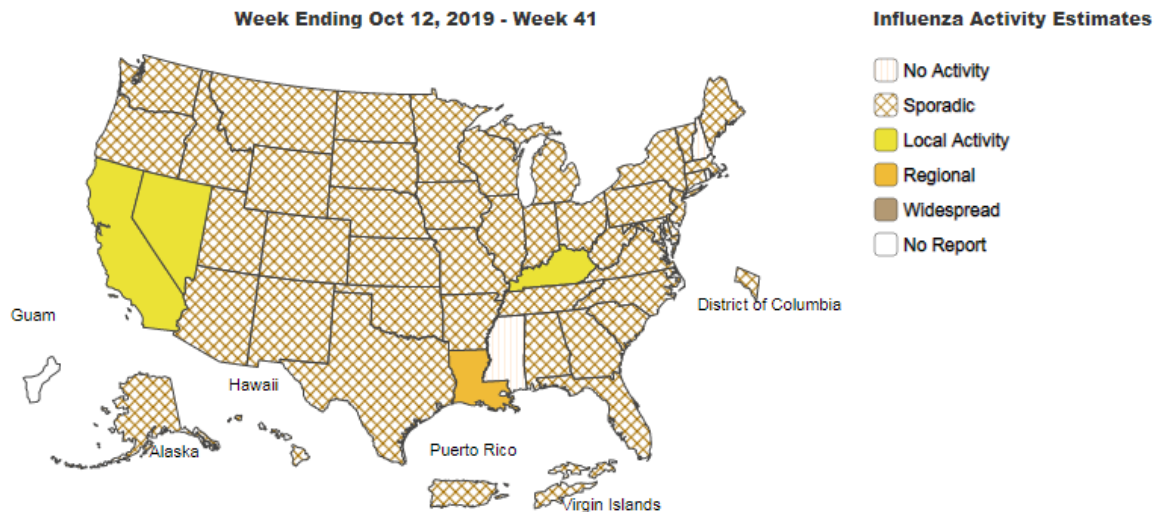 Week Ending Oct 12, 2019 - Week 41
Influenza Activity Estimates
No Activity
Sporadic
Local Activity
Regional
Widespread
No Report
District of Columbia
Guam
Hawaii
Alaska
Puerto Rico
Virgin Islands